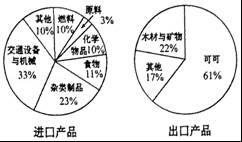 其他
10%
燃料
10%
原料
3%
化学
物品
10%
食物
11%
杂类制品
23%
交通设备
与机械
33%
进口产品
木材与矿物
22%
其他
17%
可可
61%
出口产品